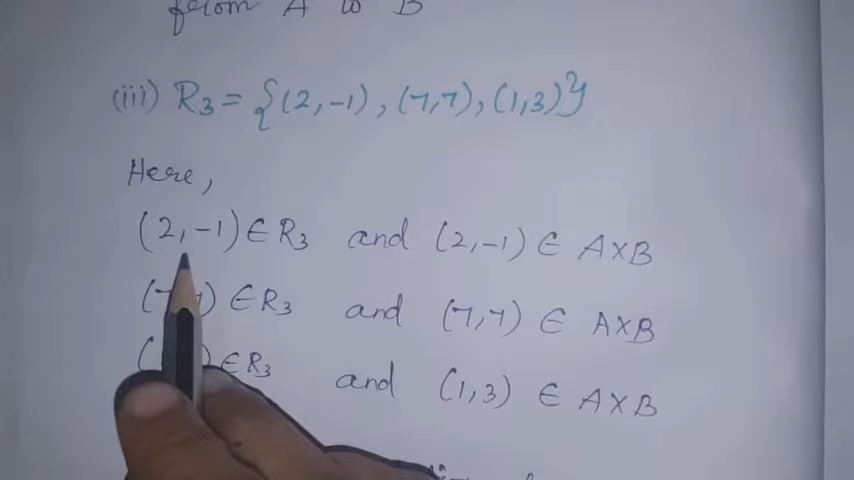 from A to B
(iii) R₃ = {(2,-1), (7,7), (1,3)}
Here,
(2,-1) ∈ R₃ and (2,-1) ∈ A×B
∈ R₃ and (7,7) ∈ A×B
∈ R₃ and (1,3) ∈ A×B